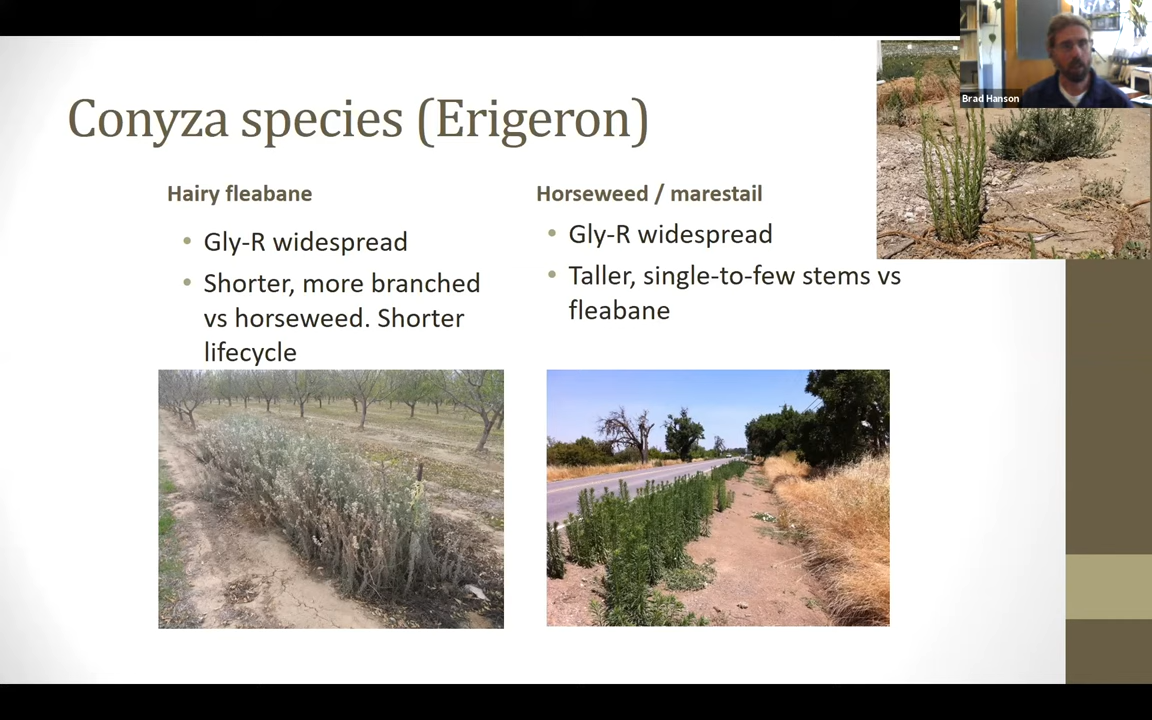 Brad Hanson
Conyza species (Erigeron)
Hairy fleabane
• Gly-R widespread
• Shorter, more branched
vs horseweed. Shorter
lifecycle
Horseweed / marestail
• Gly-R widespread
• Taller, single-to-few stems vs
fleabane